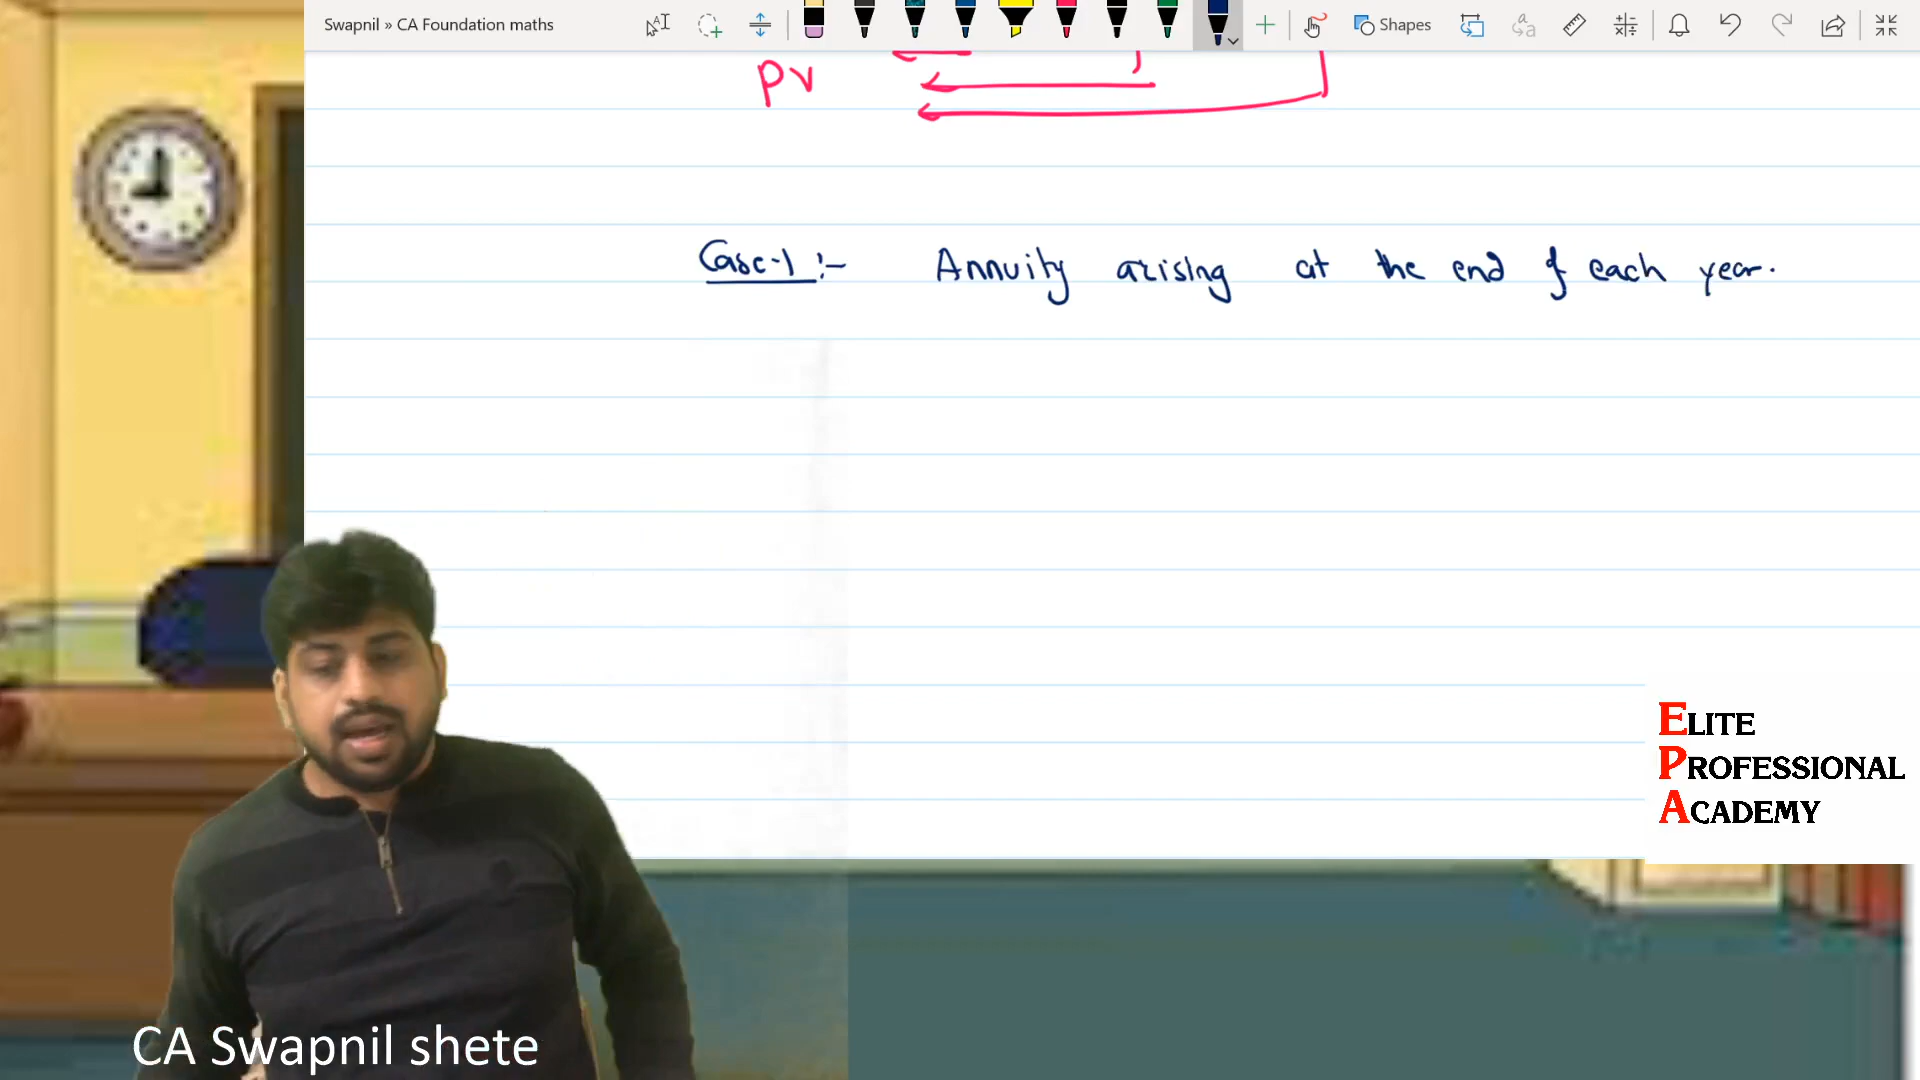 Swapnil » CA Foundation maths
Shapes
PV
Case-1 :- Annuity arising at the end of each year.
ELITE
PROFESSIONAL
ACADEMY
CA Swapnil shete